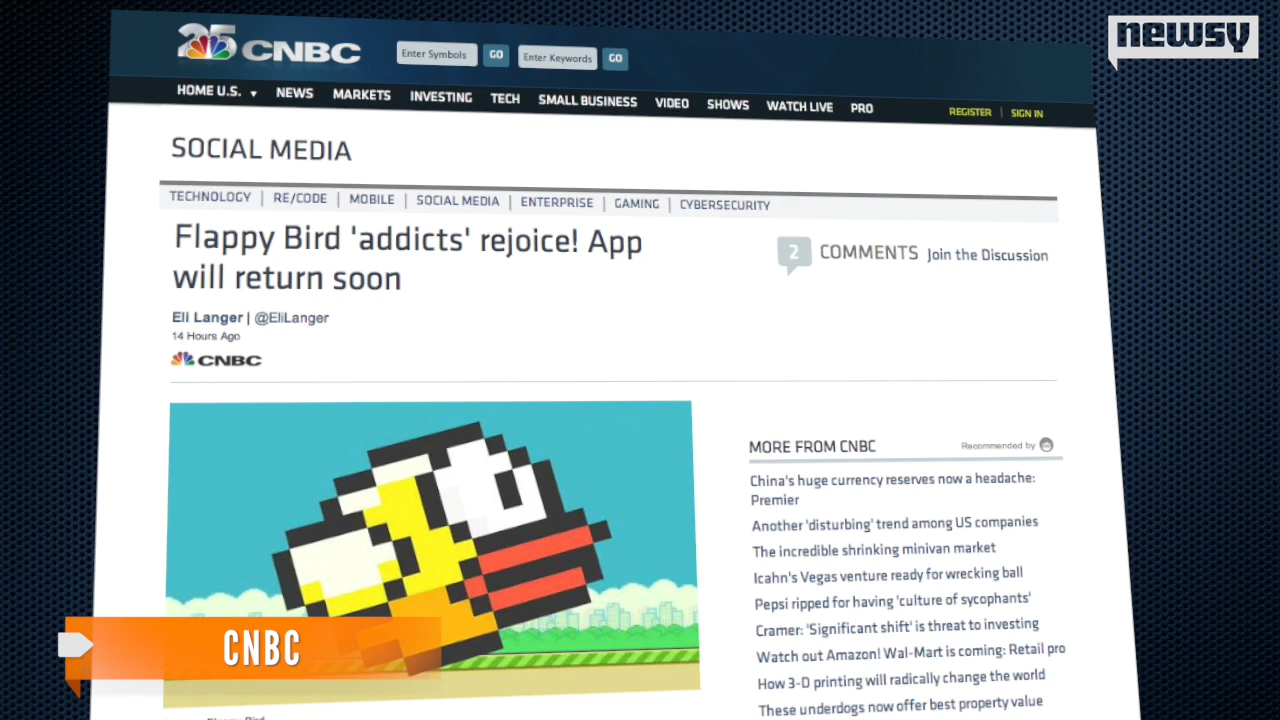 newsy
25 CNBC
Enter Symbols GO Enter Keywords GO
HOME U.S. NEWS MARKETS INVESTING TECH SMALL BUSINESS VIDEO SHOWS WATCH LIVE PRO REGISTER | SIGN IN
SOCIAL MEDIA
TECHNOLOGY | RE/CODE | MOBILE | SOCIAL MEDIA | ENTERPRISE | GAMING | CYBERSECURITY
Flappy Bird 'addicts' rejoice! App
will return soon
2 COMMENTS Join the Discussion
Eli Langer | @EliLanger
14 Hours Ago
CNBC
MORE FROM CNBC
Recommended by
China's huge currency reserves now a headache:
Premier
Another 'disturbing' trend among US companies
The incredible shrinking minivan market
Icahn's Vegas venture ready for wrecking ball
Pepsi ripped for having 'culture of sycophants'
Cramer: 'Significant shift' is threat to investing
Watch out Amazon! Wal-Mart is coming: Retail pro
How 3-D printing will radically change the world
These underdogs now offer best property value
CNBC
Flappy Bird